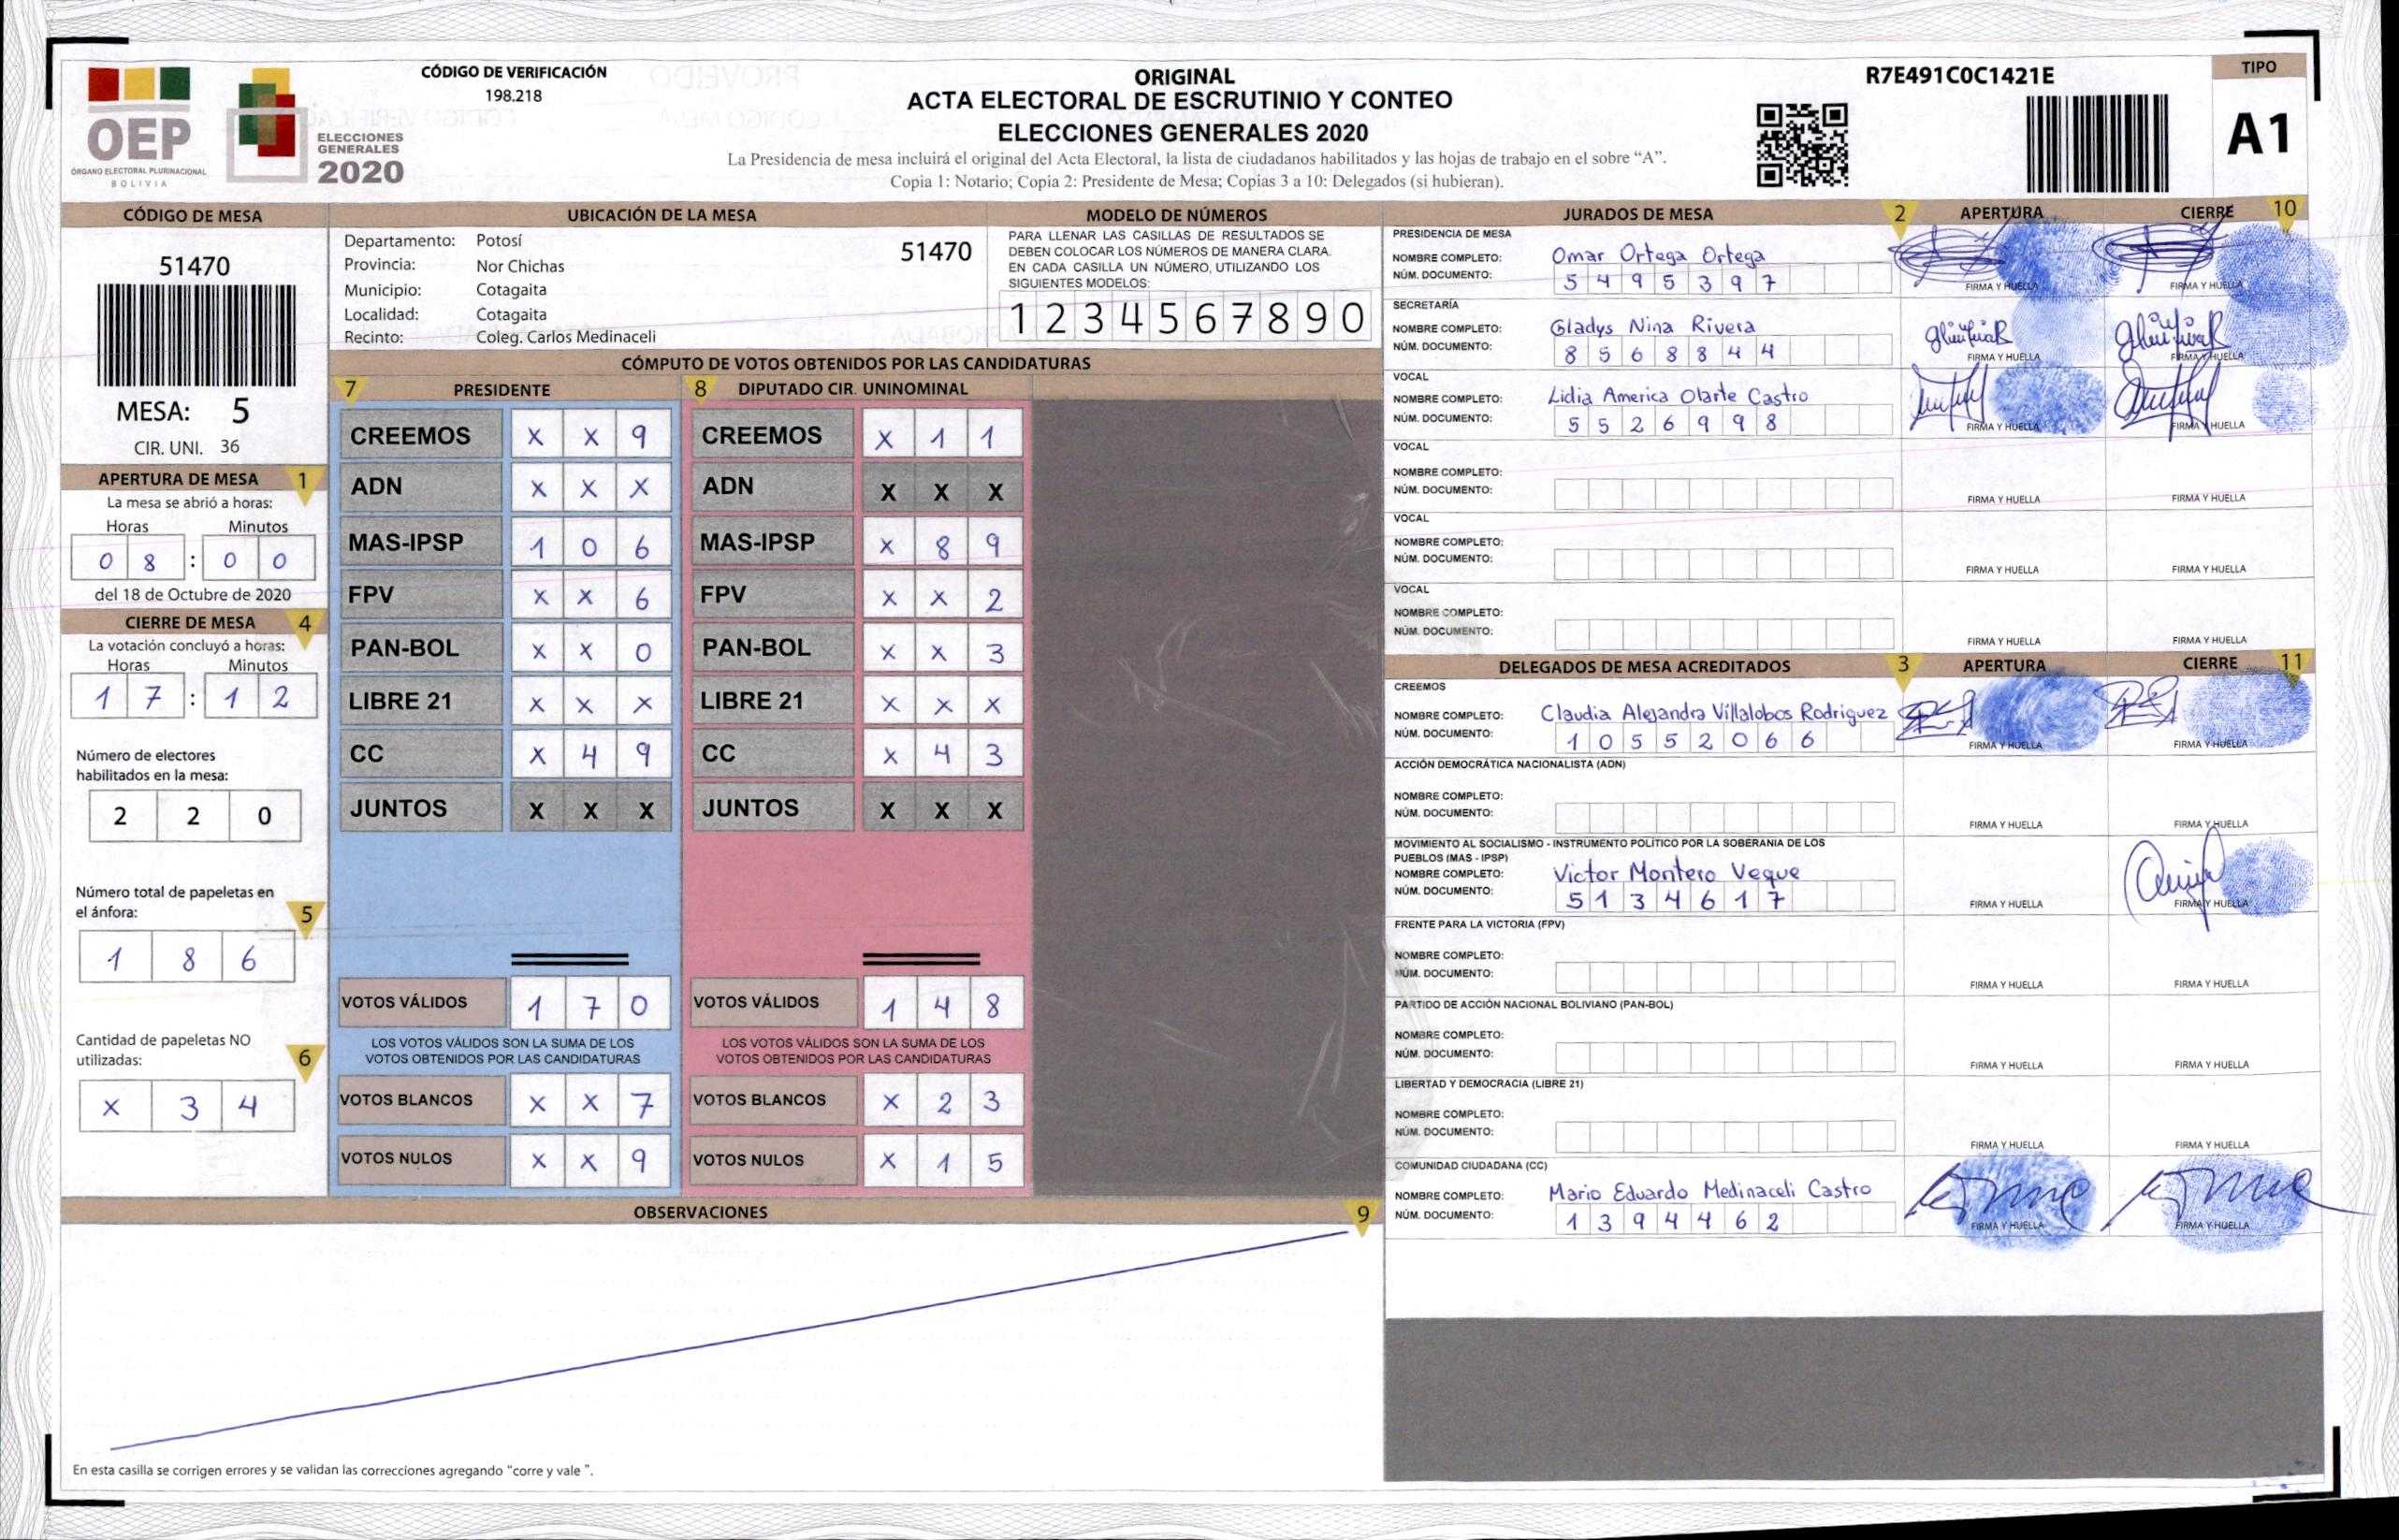 CÓDIGO DE VERIFICACIÓN
198.218
OEP
ÓRGANO ELECTORAL PLURINACIONAL
BOLIVIA
ELECCIONES
GENERALES
2020
ORIGINAL
ACTA ELECTORAL DE ESCRUTINIO Y CONTEO
ELECCIONES GENERALES 2020
La Presidencia de mesa incluirá el original del Acta Electoral, la lista de ciudadanos habilitados y las hojas de trabajo en el sobre “A”.
Copia 1: Notario; Copia 2: Presidente de Mesa; Copias 3 a 10: Delegados (si hubieran).
R7E491C0C1421E
TIPO
A1
CÓDIGO DE MESA
51470
MESA: 5
CIR. UNI. 36
APERTURA DE MESA 1
La mesa se abrió a horas:
Horas Minutos
0 8 : 0 0
del 18 de Octubre de 2020
CIERRE DE MESA 4
La votación concluyó a horas:
Horas Minutos
1 7 : 1 2
Número de electores
habilitados en la mesa:
2 2 0
Número total de papeletas en
el ánfora: 5
1 8 6
Cantidad de papeletas NO
utilizadas: 6
X 3 4
UBICACIÓN DE LA MESA
Departamento: Potosí
51470
Provincia: Nor Chichas
Municipio: Cotagaita
Localidad: Cotagaita
Recinto: Coleg. Carlos Medinaceli
MODELO DE NÚMEROS
PARA LLENAR LAS CASILLAS DE RESULTADOS SE
DEBEN COLOCAR LOS NÚMEROS DE MANERA CLARA.
EN CADA CASILLA UN NÚMERO, UTILIZANDO LOS
SIGUIENTES MODELOS:
1 2 3 4 5 6 7 8 9 0
CÓMPUTO DE VOTOS OBTENIDOS POR LAS CANDIDATURAS
7 PRESIDENTE
CREEMOS X X 9
ADN X X X
MAS-IPSP 1 0 6
FPV X X 6
PAN-BOL X X 0
LIBRE 21 X X X
CC X 4 9
JUNTOS X X X
VOTOS VÁLIDOS 1 7 0
LOS VOTOS VÁLIDOS SON LA SUMA DE LOS
VOTOS OBTENIDOS POR LAS CANDIDATURAS
VOTOS BLANCOS X X 7
VOTOS NULOS X X 9
8 DIPUTADO CIR. UNINOMINAL
CREEMOS X 1 1
ADN X X X
MAS-IPSP X 8 9
FPV X X 2
PAN-BOL X X 3
LIBRE 21 X X X
CC X 4 3
JUNTOS X X X
VOTOS VÁLIDOS 1 4 8
LOS VOTOS VÁLIDOS SON LA SUMA DE LOS
VOTOS OBTENIDOS POR LAS CANDIDATURAS
VOTOS BLANCOS X 2 3
VOTOS NULOS X 1 5
OBSERVACIONES 9
En esta casilla se corrigen errores y se validan las correcciones agregando “corre y vale ”.
JURADOS DE MESA 2 APERTURA CIERRE 10
PRESIDENCIA DE MESA
NOMBRE COMPLETO: Omar Ortega Ortega
NÚM. DOCUMENTO: 5 4 9 5 3 9 7
FIRMA Y HUELLA FIRMA Y HUELLA
SECRETARÍA
NOMBRE COMPLETO: Gladys Nina Rivera
NÚM. DOCUMENTO: 8 5 6 8 8 4 4
FIRMA Y HUELLA FIRMA Y HUELLA
VOCAL
NOMBRE COMPLETO: Lidia America Olarte Castro
NÚM. DOCUMENTO: 5 5 2 6 9 9 8
FIRMA Y HUELLA FIRMA Y HUELLA
VOCAL
NOMBRE COMPLETO:
NÚM. DOCUMENTO:
FIRMA Y HUELLA FIRMA Y HUELLA
VOCAL
NOMBRE COMPLETO:
NÚM. DOCUMENTO:
FIRMA Y HUELLA FIRMA Y HUELLA
VOCAL
NOMBRE COMPLETO:
NÚM. DOCUMENTO:
FIRMA Y HUELLA FIRMA Y HUELLA
DELEGADOS DE MESA ACREDITADOS 3 APERTURA CIERRE 11
CREEMOS
NOMBRE COMPLETO: Claudia Alejandra Villalobos Rodriguez
NÚM. DOCUMENTO: 1 0 5 5 2 0 6 6
FIRMA Y HUELLA FIRMA Y HUELLA
ACCIÓN DEMOCRÁTICA NACIONALISTA (ADN)
NOMBRE COMPLETO:
NÚM. DOCUMENTO:
FIRMA Y HUELLA FIRMA Y HUELLA
MOVIMIENTO AL SOCIALISMO - INSTRUMENTO POLÍTICO POR LA SOBERANIA DE LOS
PUEBLOS (MAS - IPSP)
NOMBRE COMPLETO: Victor Montero Veque
NÚM. DOCUMENTO: 5 1 3 4 6 1 7
FIRMA Y HUELLA FIRMA Y HUELLA
FRENTE PARA LA VICTORIA (FPV)
NOMBRE COMPLETO:
NÚM. DOCUMENTO:
FIRMA Y HUELLA FIRMA Y HUELLA
PARTIDO DE ACCIÓN NACIONAL BOLIVIANO (PAN-BOL)
NOMBRE COMPLETO:
NÚM. DOCUMENTO:
FIRMA Y HUELLA FIRMA Y HUELLA
LIBERTAD Y DEMOCRACIA (LIBRE 21)
NOMBRE COMPLETO:
NÚM. DOCUMENTO:
FIRMA Y HUELLA FIRMA Y HUELLA
COMUNIDAD CIUDADANA (CC)
NOMBRE COMPLETO: Mario Eduardo Medinaceli Castro
NÚM. DOCUMENTO: 1 3 9 4 4 6 2
FIRMA Y HUELLA FIRMA Y HUELLA